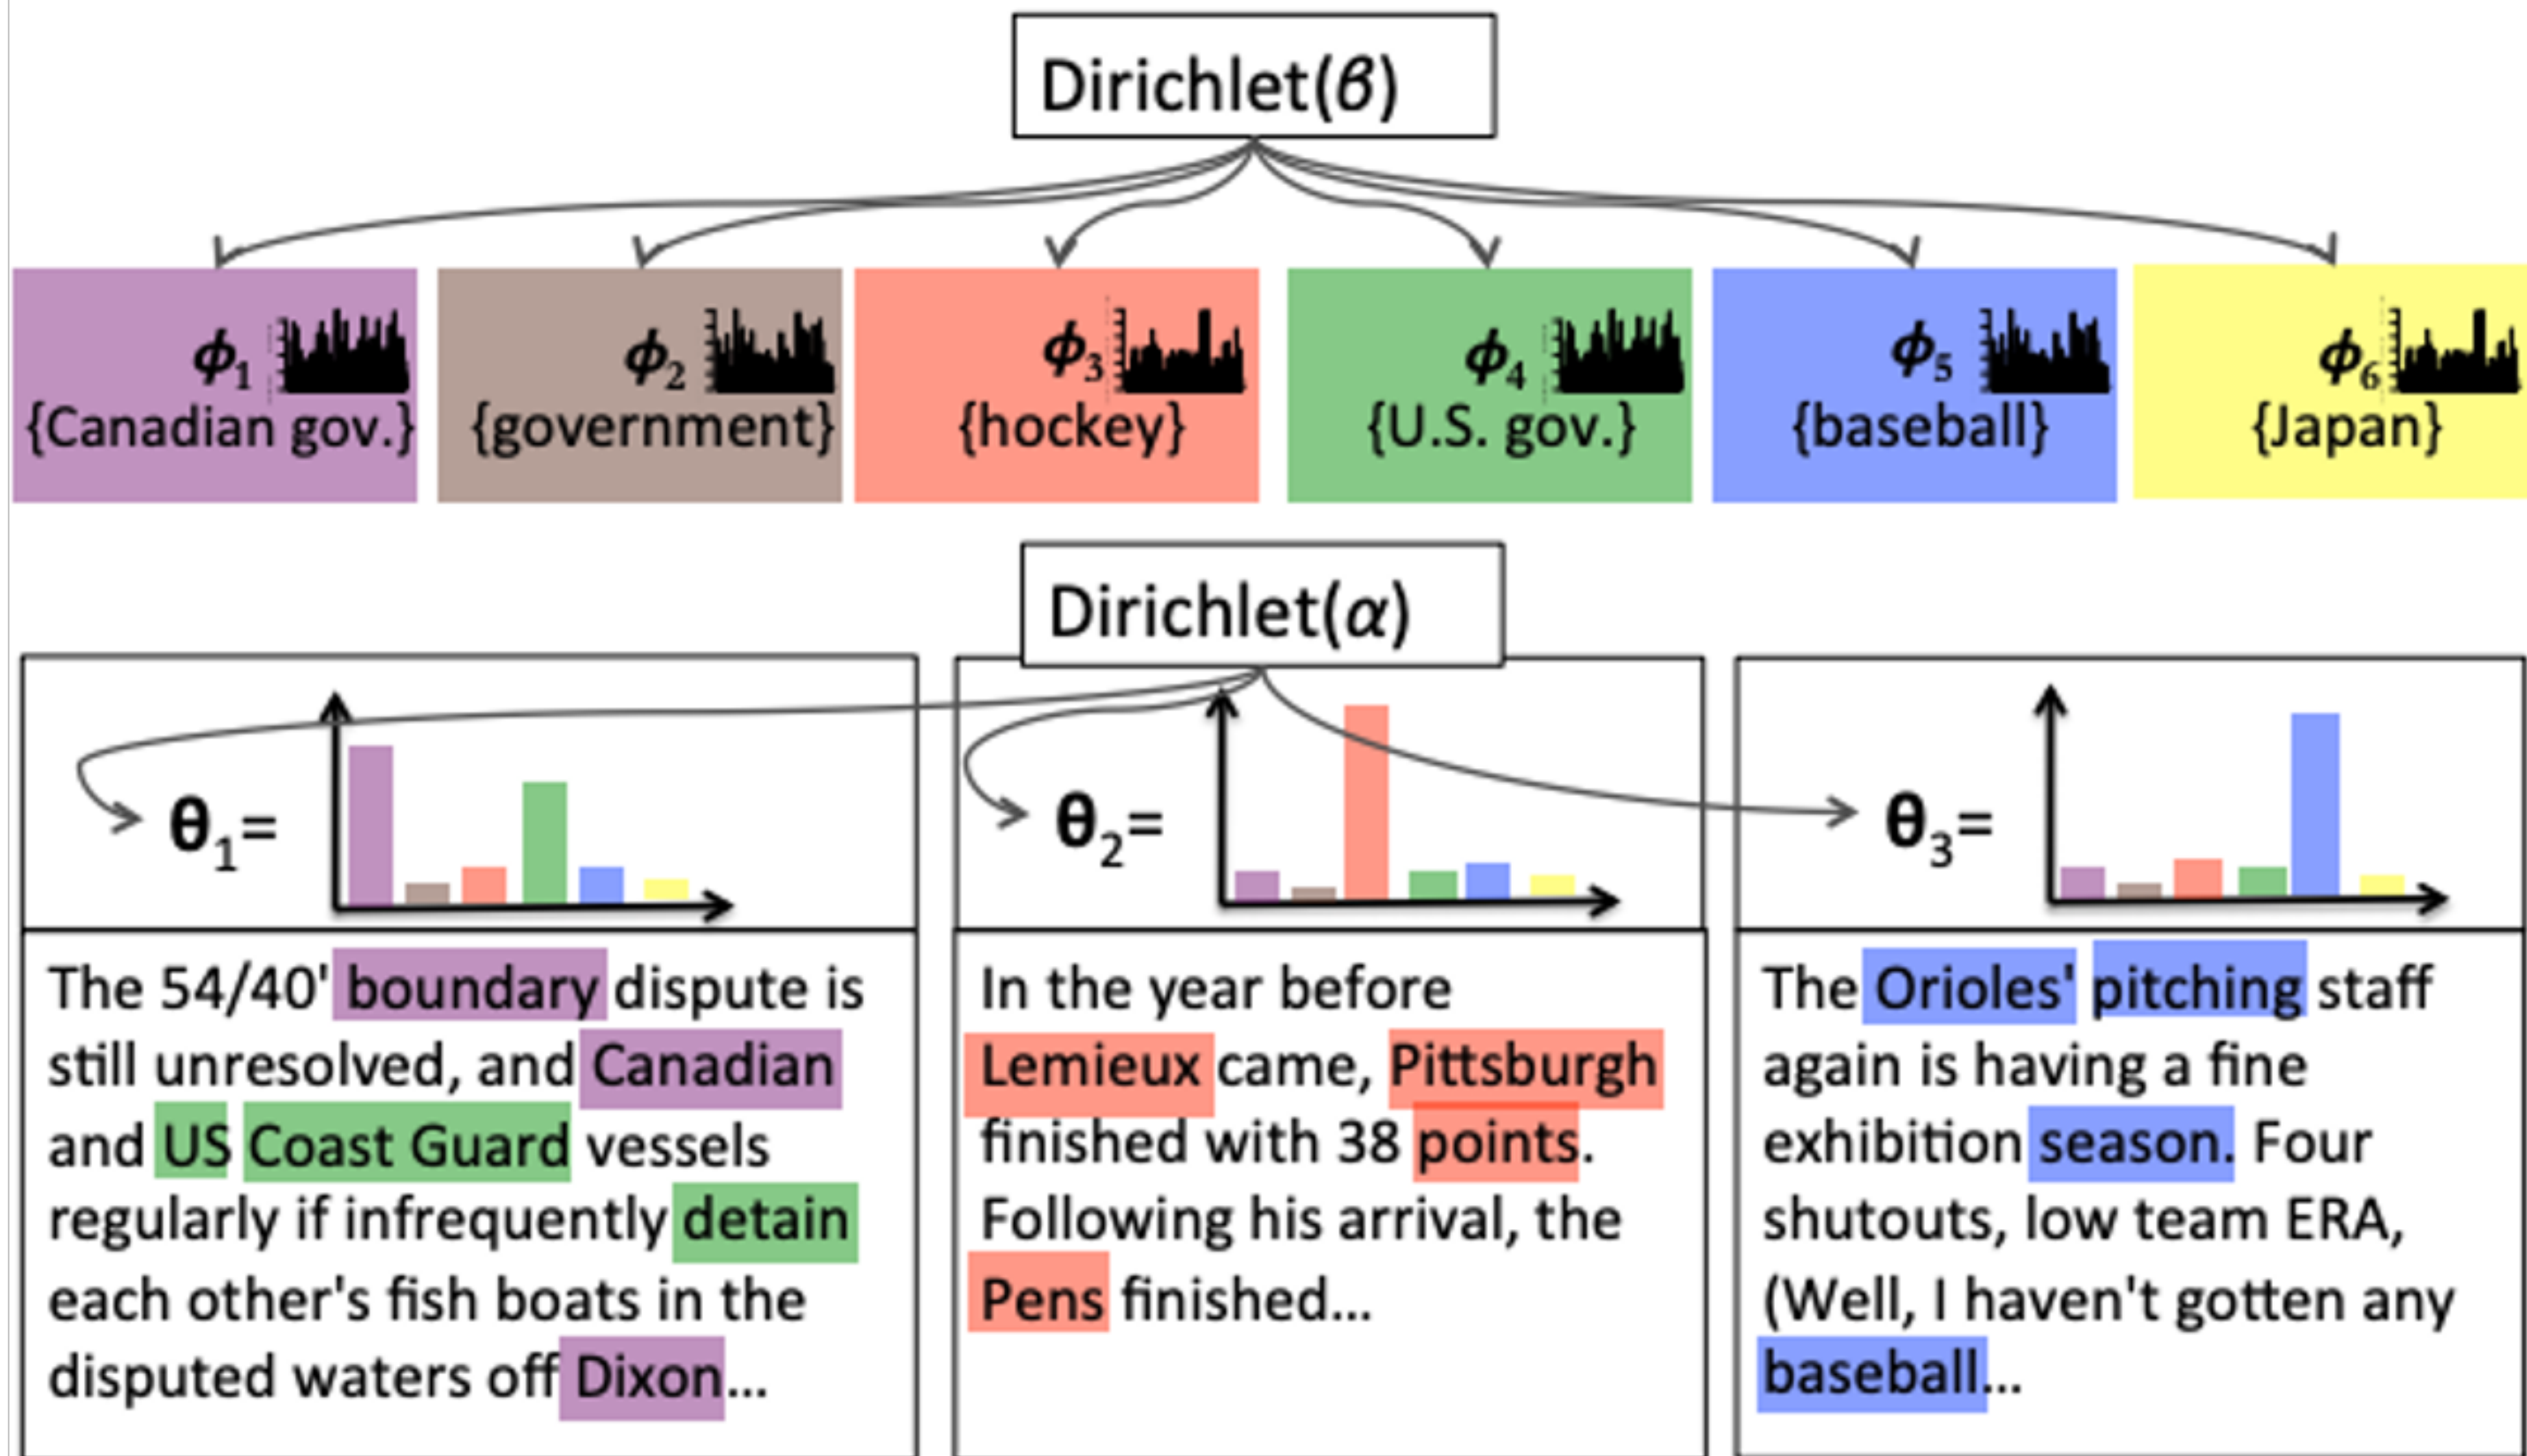 Dirichlet(β)
ϕ1
{Canadian gov.}
ϕ2
{government}
ϕ3
{hockey}
ϕ4
{U.S. gov.}
ϕ5
{baseball}
ϕ6
{Japan}
Dirichlet(α)
θ1=
The 54/40' boundary dispute is
still unresolved, and Canadian
and US Coast Guard vessels
regularly if infrequently detain
each other's fish boats in the
disputed waters off Dixon...
θ2=
In the year before
Lemieux came, Pittsburgh
finished with 38 points.
Following his arrival, the
Pens finished...
θ3=
The Orioles' pitching staff
again is having a fine
exhibition season. Four
shutouts, low team ERA,
(Well, I haven't gotten any
baseball...